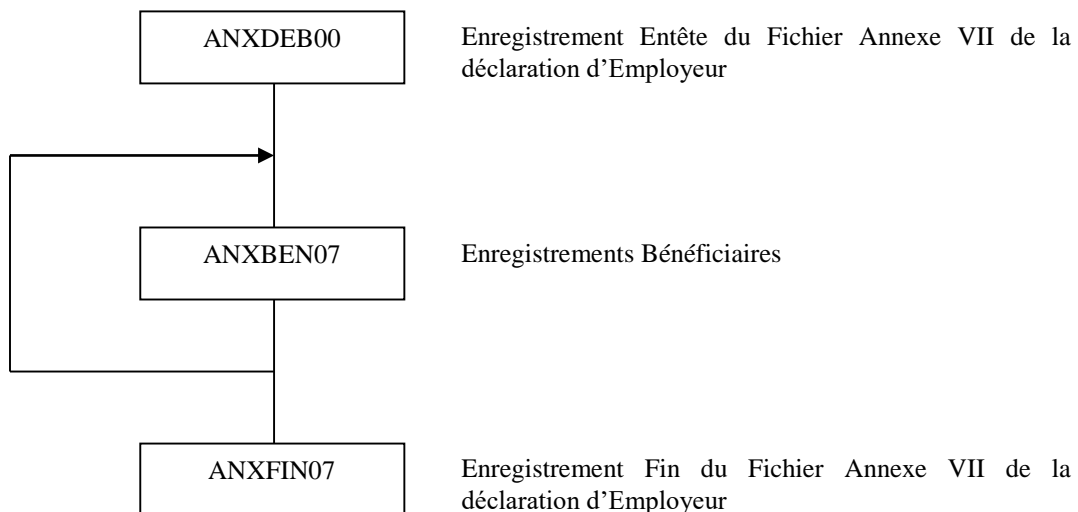 ANXDEB00
Enregistrement Entête du Fichier Annexe VII de la
déclaration d’Employeur
ANXBEN07
Enregistrements Bénéficiaires
ANXFIN07
Enregistrement Fin du Fichier Annexe VII de la
déclaration d’Employeur